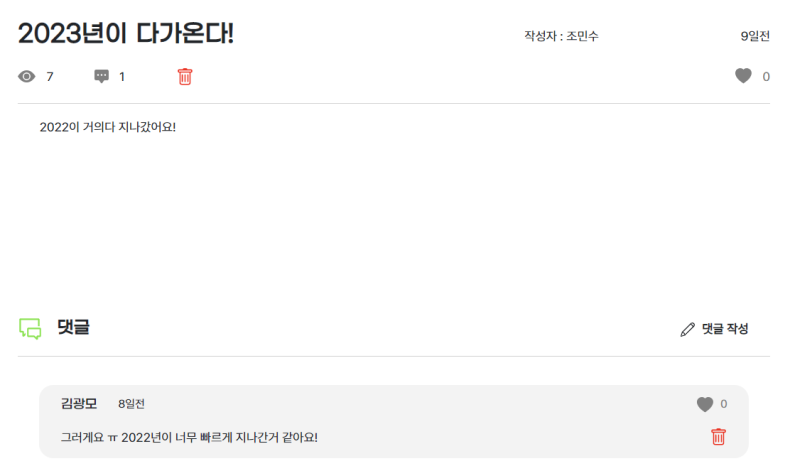 2023년이 다가온다!
작성자 : 조민수
9일전
7
1
0
2022이 거의다 지나갔어요!
댓글
댓글 작성
김광모 8일전
0
그러게요 ㅠ 2022년이 너무 빠르게 지나간거 같아요!